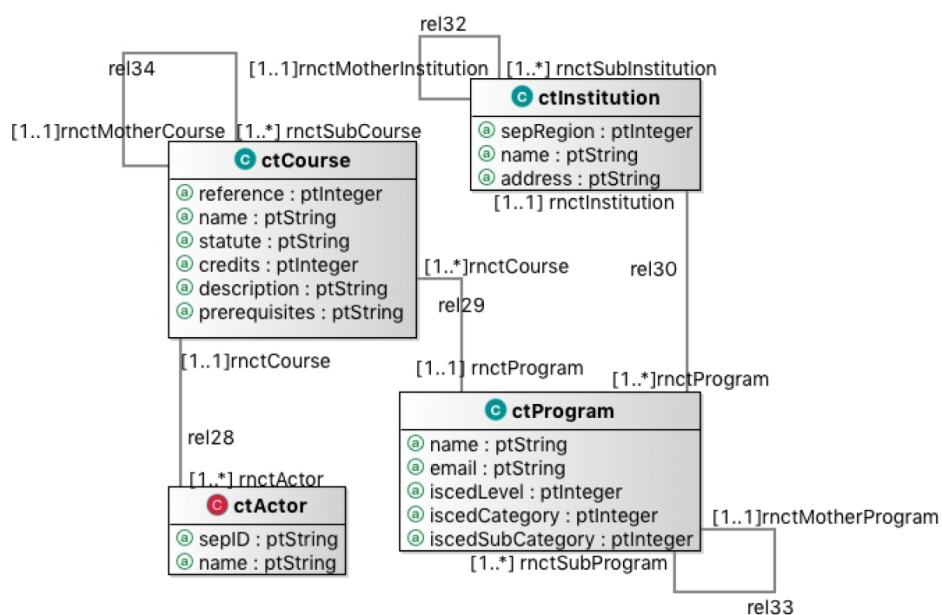 rel32
rel34
[1..1]rnctMotherInstitution
[1..*] rnctSubInstitution
C ctInstitution
a sepRegion : ptInteger
a name : ptString
a address : ptString
[1..1] rnctInstitution
[1..1]rnctMotherCourse
[1..*] rnctSubCourse
C ctCourse
a reference : ptInteger
a name : ptString
a statute : ptString
a credits : ptInteger
a description : ptString
a prerequisites : ptString
[1..*]rnctCourse
rel30
rel29
[1..1]rnctCourse
[1..1] rnctProgram
[1..*]rnctProgram
C ctProgram
a name : ptString
a email : ptString
a iscedLevel : ptInteger
a iscedCategory : ptInteger
a iscedSubCategory : ptInteger
rel28
[1..*] rnctActor
C ctActor
a sepID : ptString
a name : ptString
[1..1]rnctMotherProgram
[1..*] rnctSubProgram
rel33